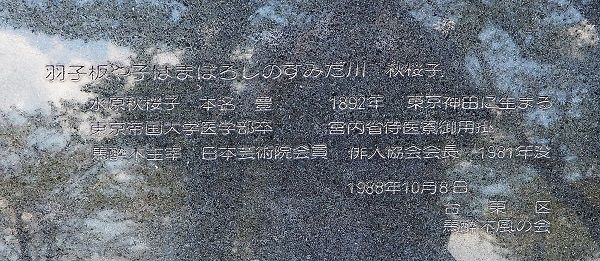 羽子板や子はまぼろしのすみだ川 秋桜子
水原秋桜子 本名 豊 1892年 東京神田に生まる
東京帝国大学医学部卒 宮内省侍医寮御用掛
馬酔木主宰 日本芸術院会員 俳人協会会長 1981年没
1988年10月8日
台東区
馬酔木風の会